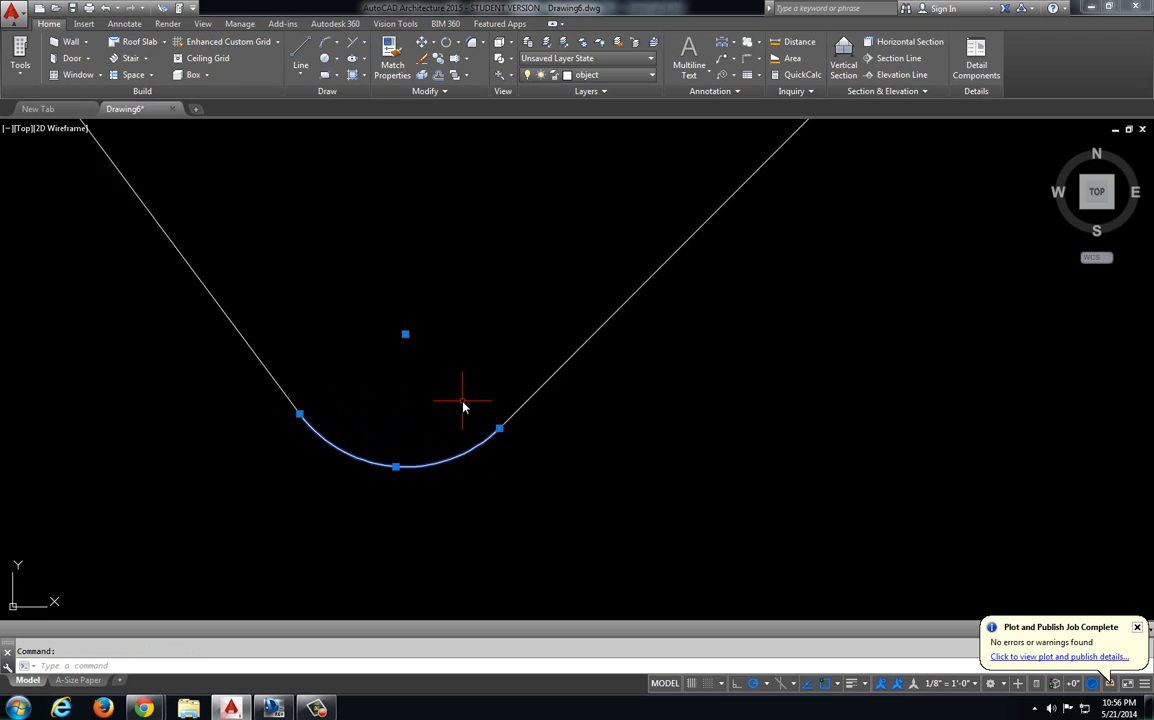 AutoCAD Architecture 2015 - STUDENT VERSION Drawing6.dwg
Type a keyword or phrase
Sign In
Home Insert Annotate Render View Manage Add-ins Autodesk 360 Vision Tools BIM 360 Featured Apps
Tools
Wall
Door
Window
Roof Slab
Stair
Space
Enhanced Custom Grid
Ceiling Grid
Box
Build
Line
Draw
Match
Properties
Modify
View
Unsaved Layer State
object
Layers
Multiline
Text
Annotation
Distance
Area
QuickCalc
Inquiry
Vertical
Section
Horizontal Section
Section Line
Elevation Line
Section & Elevation
Detail
Components
Details
New Tab Drawing6*
[−][Top][2D Wireframe]
N
W TOP E
S
WCS
Y
X
Plot and Publish Job Complete
No errors or warnings found
Click to view plot and publish details...
Command:
Type a command
Model A-Size Paper
MODEL 1/8" = 1'-0" +0"
10:56 PM
5/21/2014